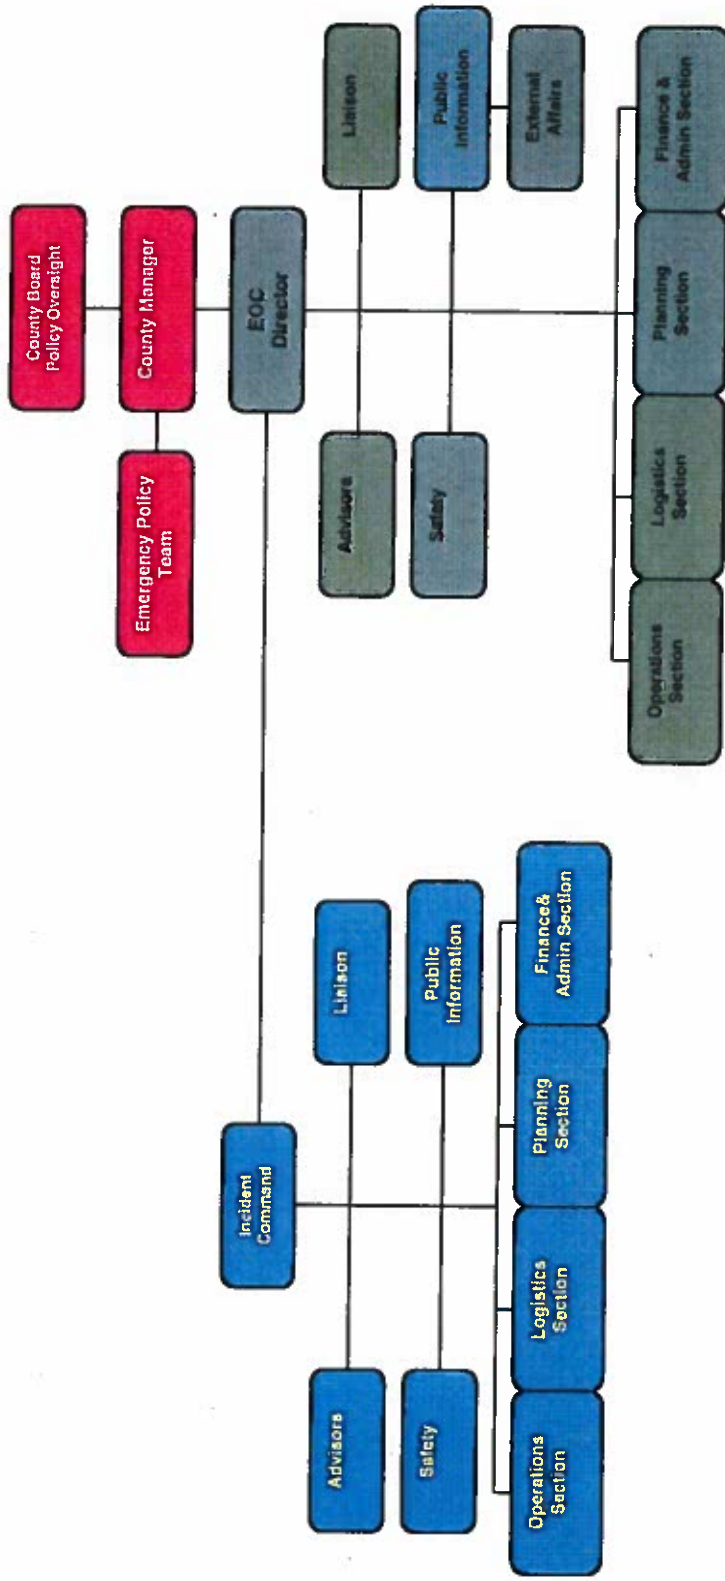 County Board
Policy Oversight
Emergency Policy
Team
County Manager
Incident
Command
EOC
Director
Advisors
Liaison
Advisors
Liaison
Safety
Public
Information
Safety
Public
Information
External
Affairs
Operations
Section
Logistics
Section
Planning
Section
Finance&
Admin Section
Operations
Section
Logistics
Section
Planning
Section
Finance &
Admin Section